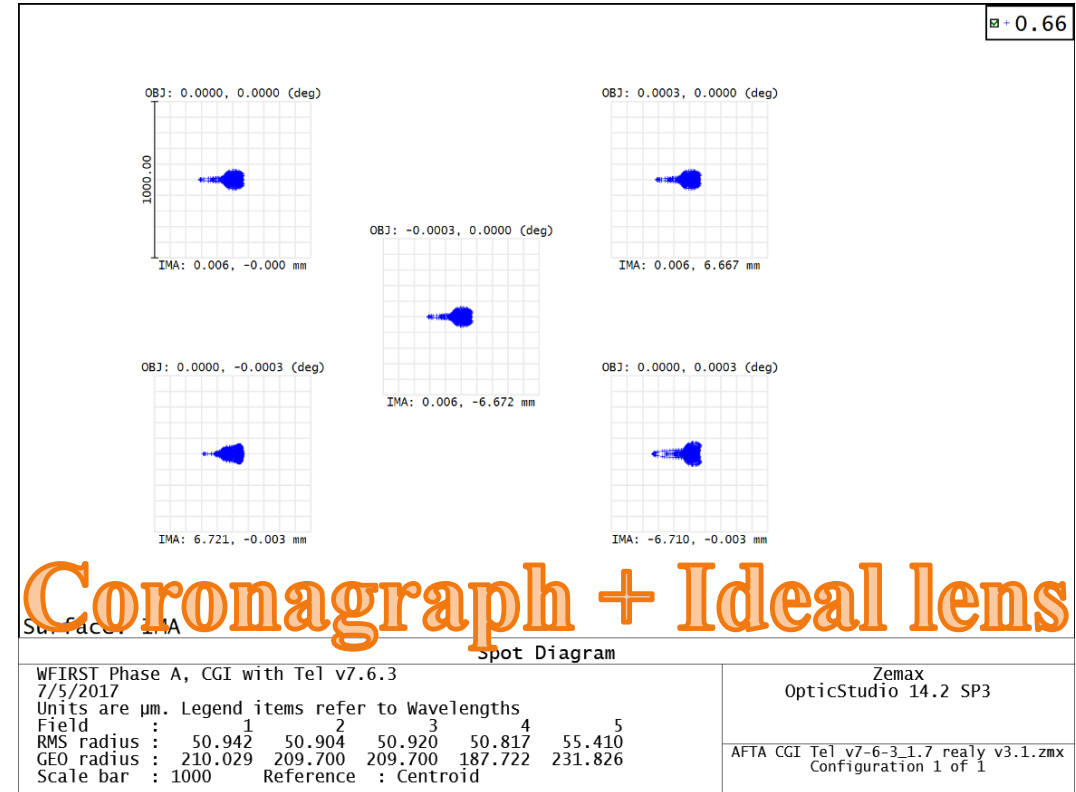 + 0.66
OBJ: 0.0000, 0.0000 (deg)
OBJ: 0.0003, 0.0000 (deg)
1000.00
IMA: 0.006, -0.000 mm
IMA: 0.006, 6.667 mm
OBJ: -0.0003, 0.0000 (deg)
IMA: 0.006, -6.672 mm
OBJ: 0.0000, -0.0003 (deg)
OBJ: 0.0000, 0.0003 (deg)
IMA: 6.721, -0.003 mm
IMA: -6.710, -0.003 mm
Coronagraph + Ideal lens
Surface: IMA
Spot Diagram
WFIRST Phase A, CGI with Tel v7.6.3
7/5/2017
Units are µm. Legend items refer to Wavelengths
Field : 1 2 3 4 5
RMS radius : 50.942 50.904 50.920 50.817 55.410
GEO radius : 210.029 209.700 209.700 187.722 231.826
Scale bar : 1000 Reference : Centroid
Zemax
OpticStudio 14.2 SP3
AFTA CGI Tel v7-6-3_1.7 realy v3.1.zmx
Configuration 1 of 1